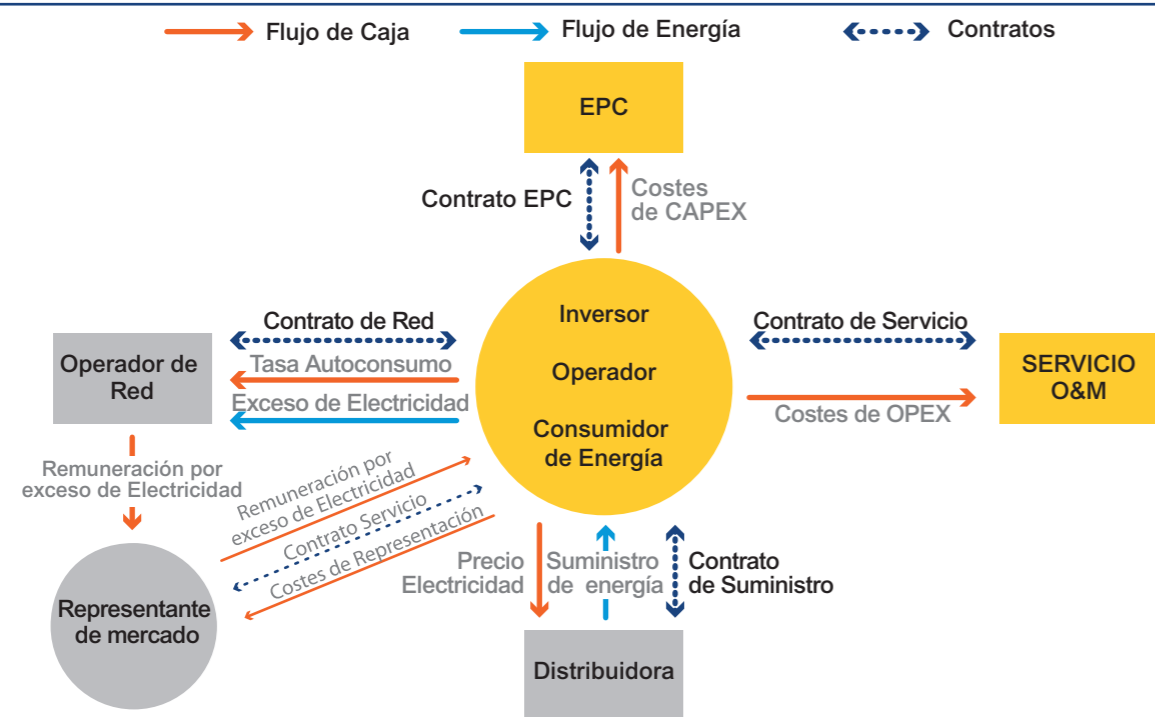 Flujo de Caja
Flujo de Energía
Contratos
EPC
Contrato EPC
Costes
de CAPEX
Inversor
Operador
Consumidor
de Energía
Contrato de Red
Tasa Autoconsumo
Exceso de Electricidad
Operador de
Red
Contrato de Servicio
Costes de OPEX
SERVICIO
O&M
Remuneración por
exceso de Electricidad
Remuneración por
exceso de Electricidad
Contrato Servicio
Costes de Representación
Representante
de mercado
Precio
Electricidad
Suministro
de energía
Contrato
de Suministro
Distribuidora